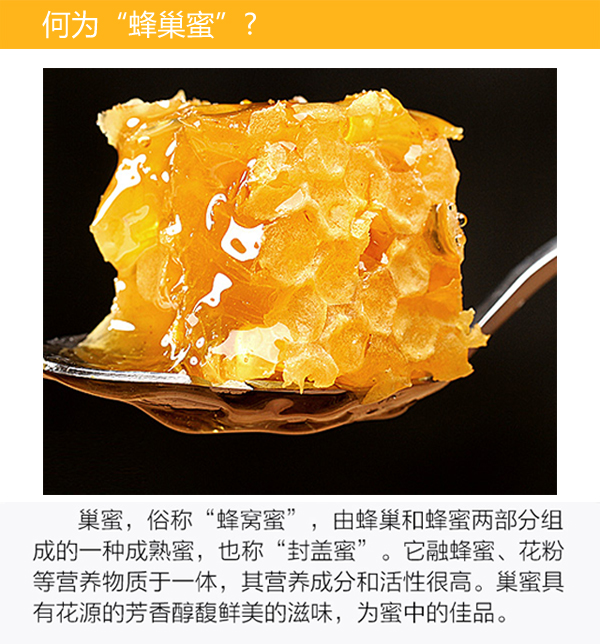 何为“蜂巢蜜”?
巢蜜，俗称“蜂窝蜜”，由蜂巢和蜂蜜两部分组
成的一种成熟蜜，也称“封盖蜜”。它融蜂蜜、花粉
等营养物质于一体，其营养成分和活性很高。巢蜜具
有花源的芳香醇馥鲜美的滋味，为蜜中的佳品。